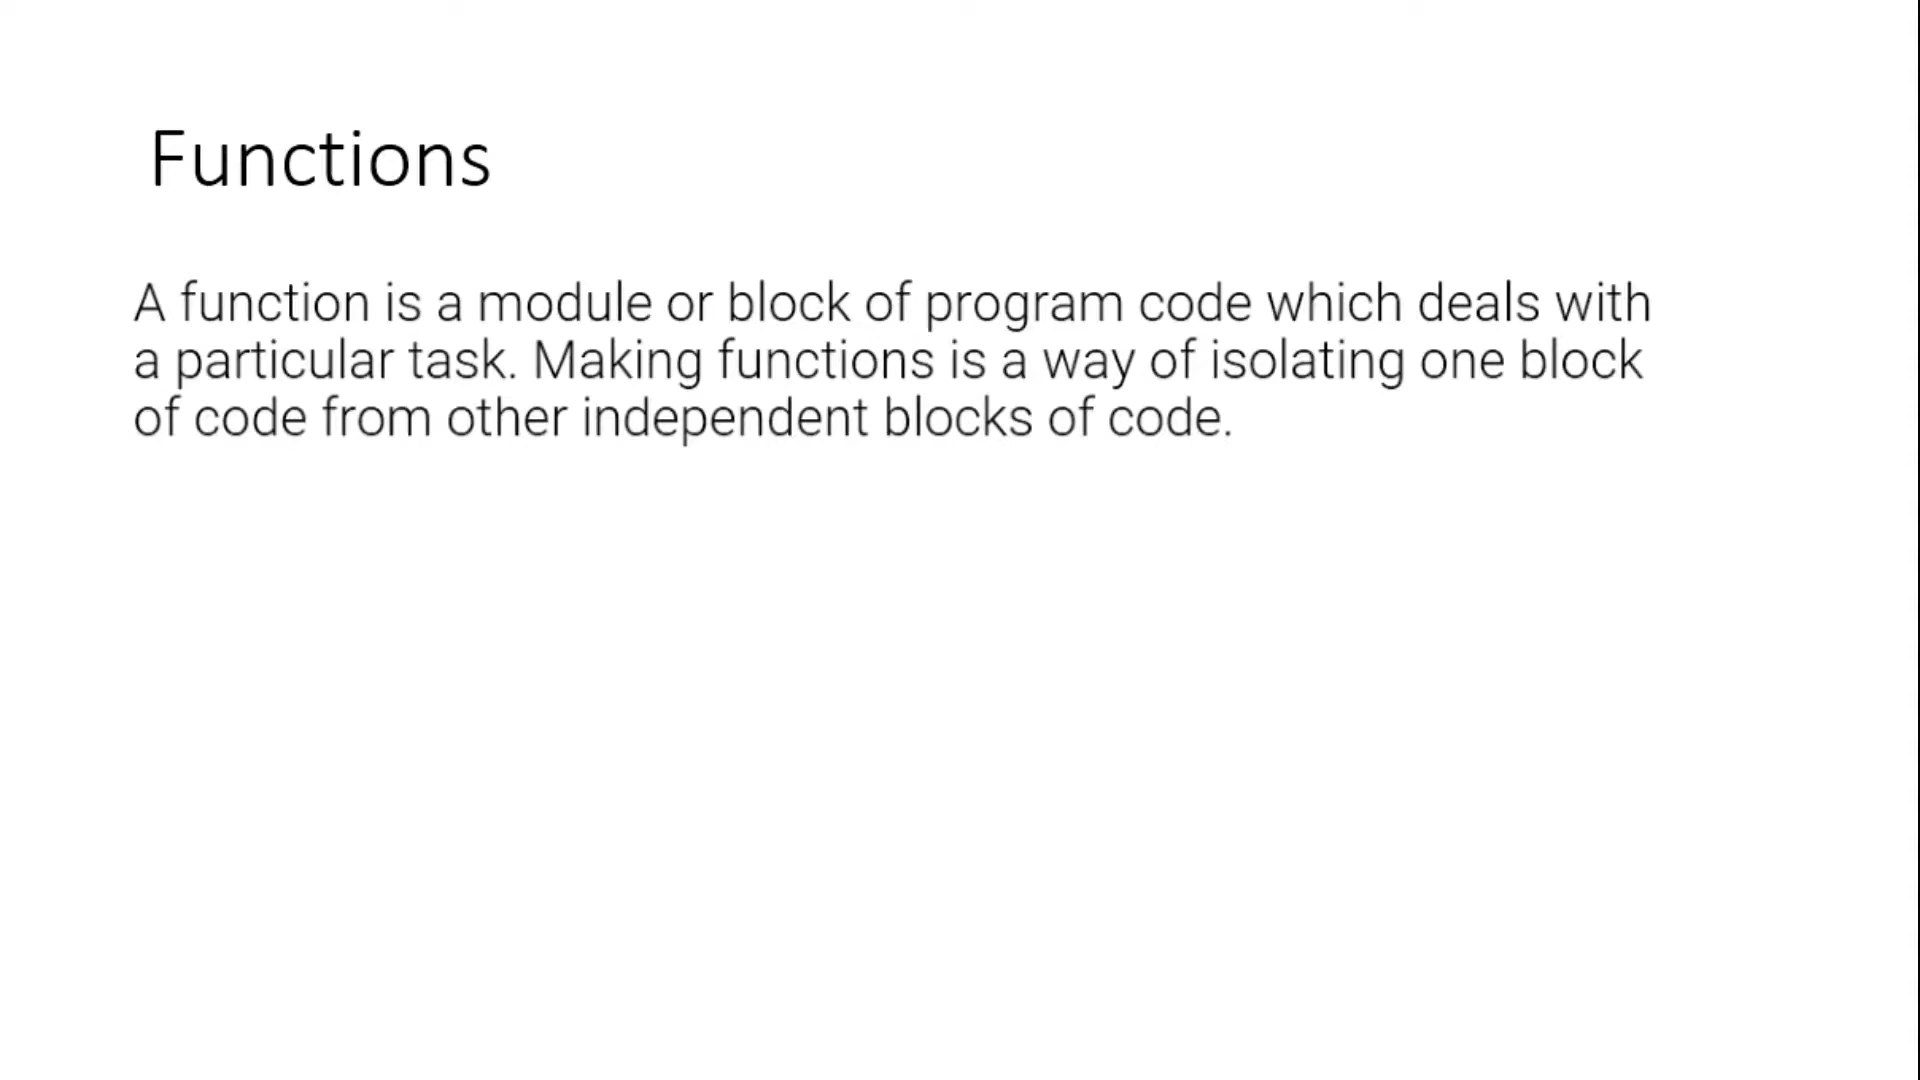 Functions
A function is a module or block of program code which deals with
a particular task. Making functions is a way of isolating one block
of code from other independent blocks of code.